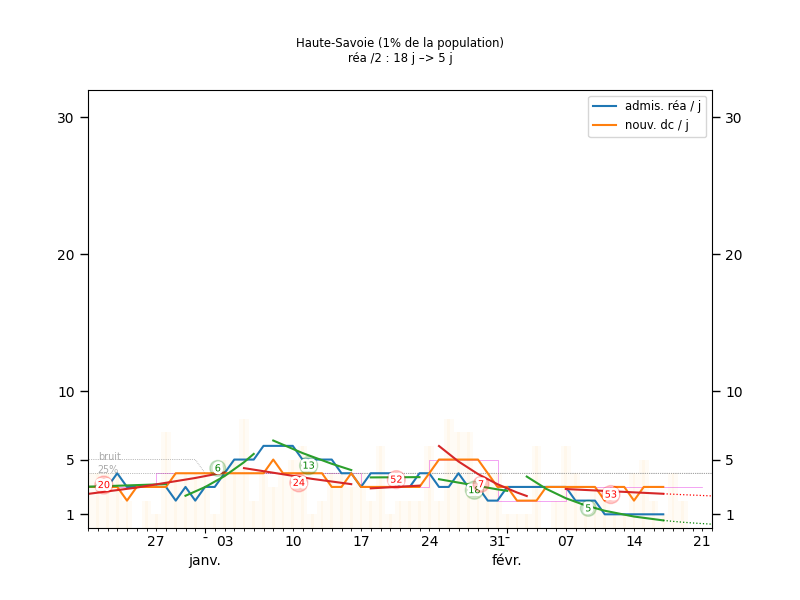 Haute-Savoie (1% de la population)
réa /2 : 18 j –> 5 j
admis. réa / j
nouv. dc / j
30 30
20 20
10 10
5 5
1 1
bruit
25%
20 6 13 24 52 7 5 53
27 - 03 10 17 24 31- 07 14 21
janv. févr.